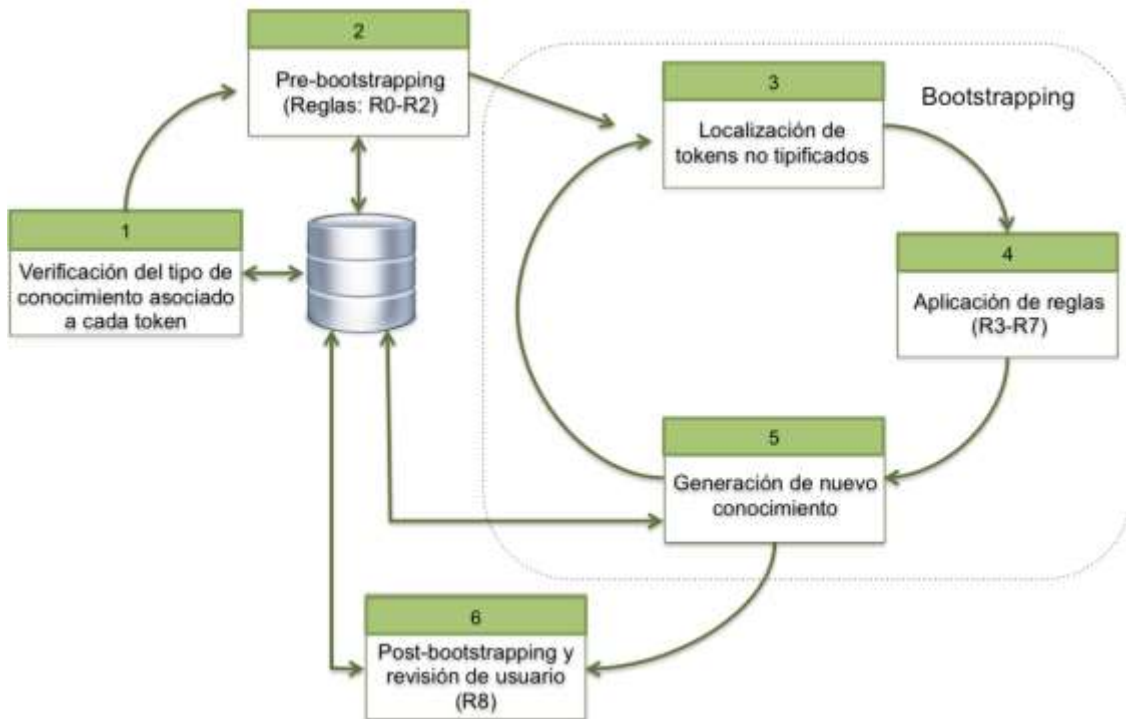 2
Pre-bootstrapping
(Reglas: R0-R2)
3
Localización de
tokens no tipificados
Bootstrapping
1
Verificación del tipo de
conocimiento asociado
a cada token
4
Aplicación de reglas
(R3-R7)
5
Generación de nuevo
conocimiento
6
Post-bootstrapping y
revisión de usuario
(R8)